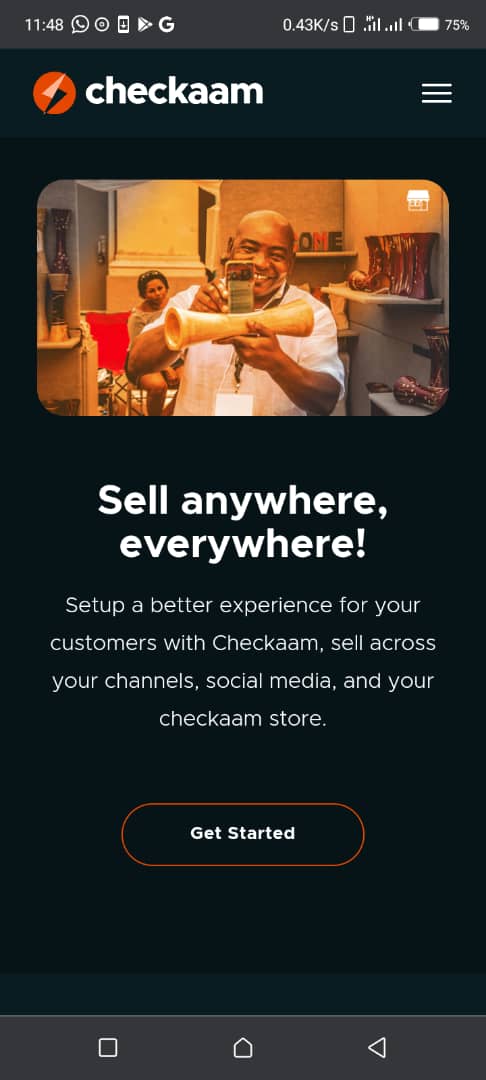 11:48
0.43K/s
75%
checkaam
ONE
Sell anywhere,
everywhere!
Setup a better experience for your
customers with Checkaam, sell across
your channels, social media, and your
checkaam store.
Get Started